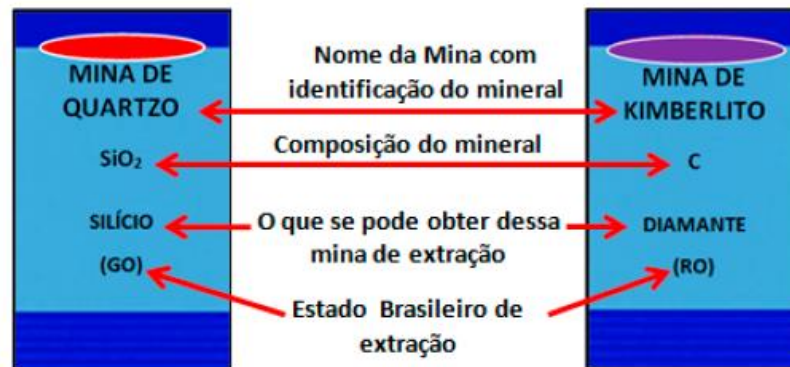 MINA DE
QUARTZO
SiO₂
SILÍCIO
(GO)
Nome da Mina com
identificação do mineral
Composição do mineral
O que se pode obter dessa
mina de extração
Estado Brasileiro de
extração
MINA DE
KIMBERLITO
C
DIAMANTE
(RO)